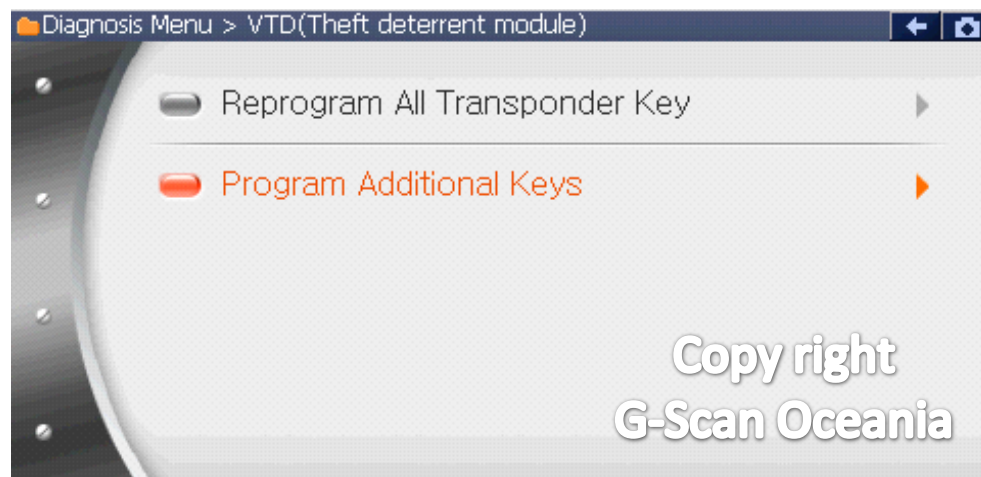 Diagnosis Menu > VTD(Theft deterrent module)
Reprogram All Transponder Key
Program Additional Keys
Copy right
G-Scan Oceania